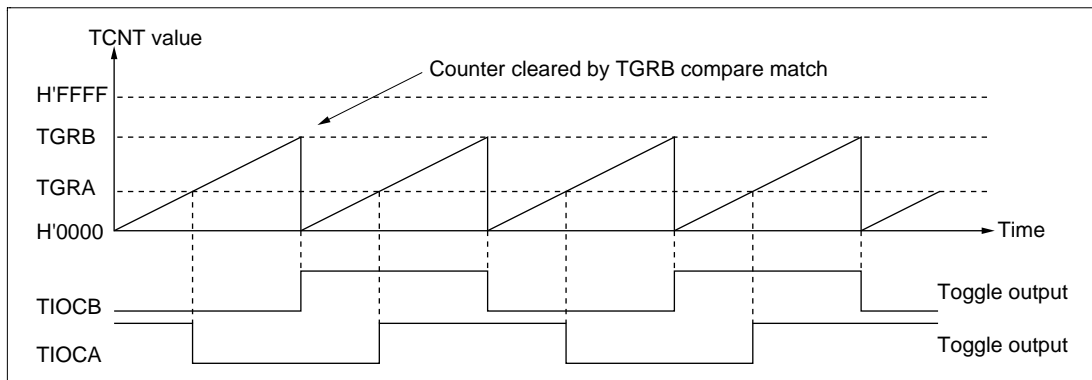 TCNT value
Counter cleared by TGRB compare match
H'FFFF
TGRB
TGRA
H'0000
Time
TIOCB
Toggle output
TIOCA
Toggle output